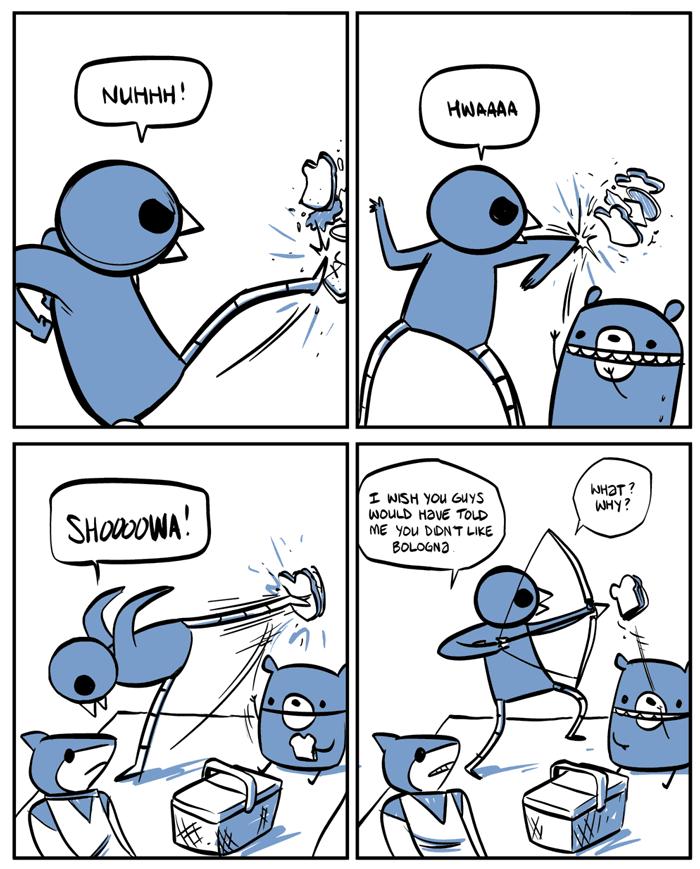 NUHHH!
HWAAAA
SHOOOOWA!
I WISH YOU GUYS
WOULD HAVE TOLD
ME YOU DIDN'T LIKE
BOLOGNA.
WHAT?
WHY?